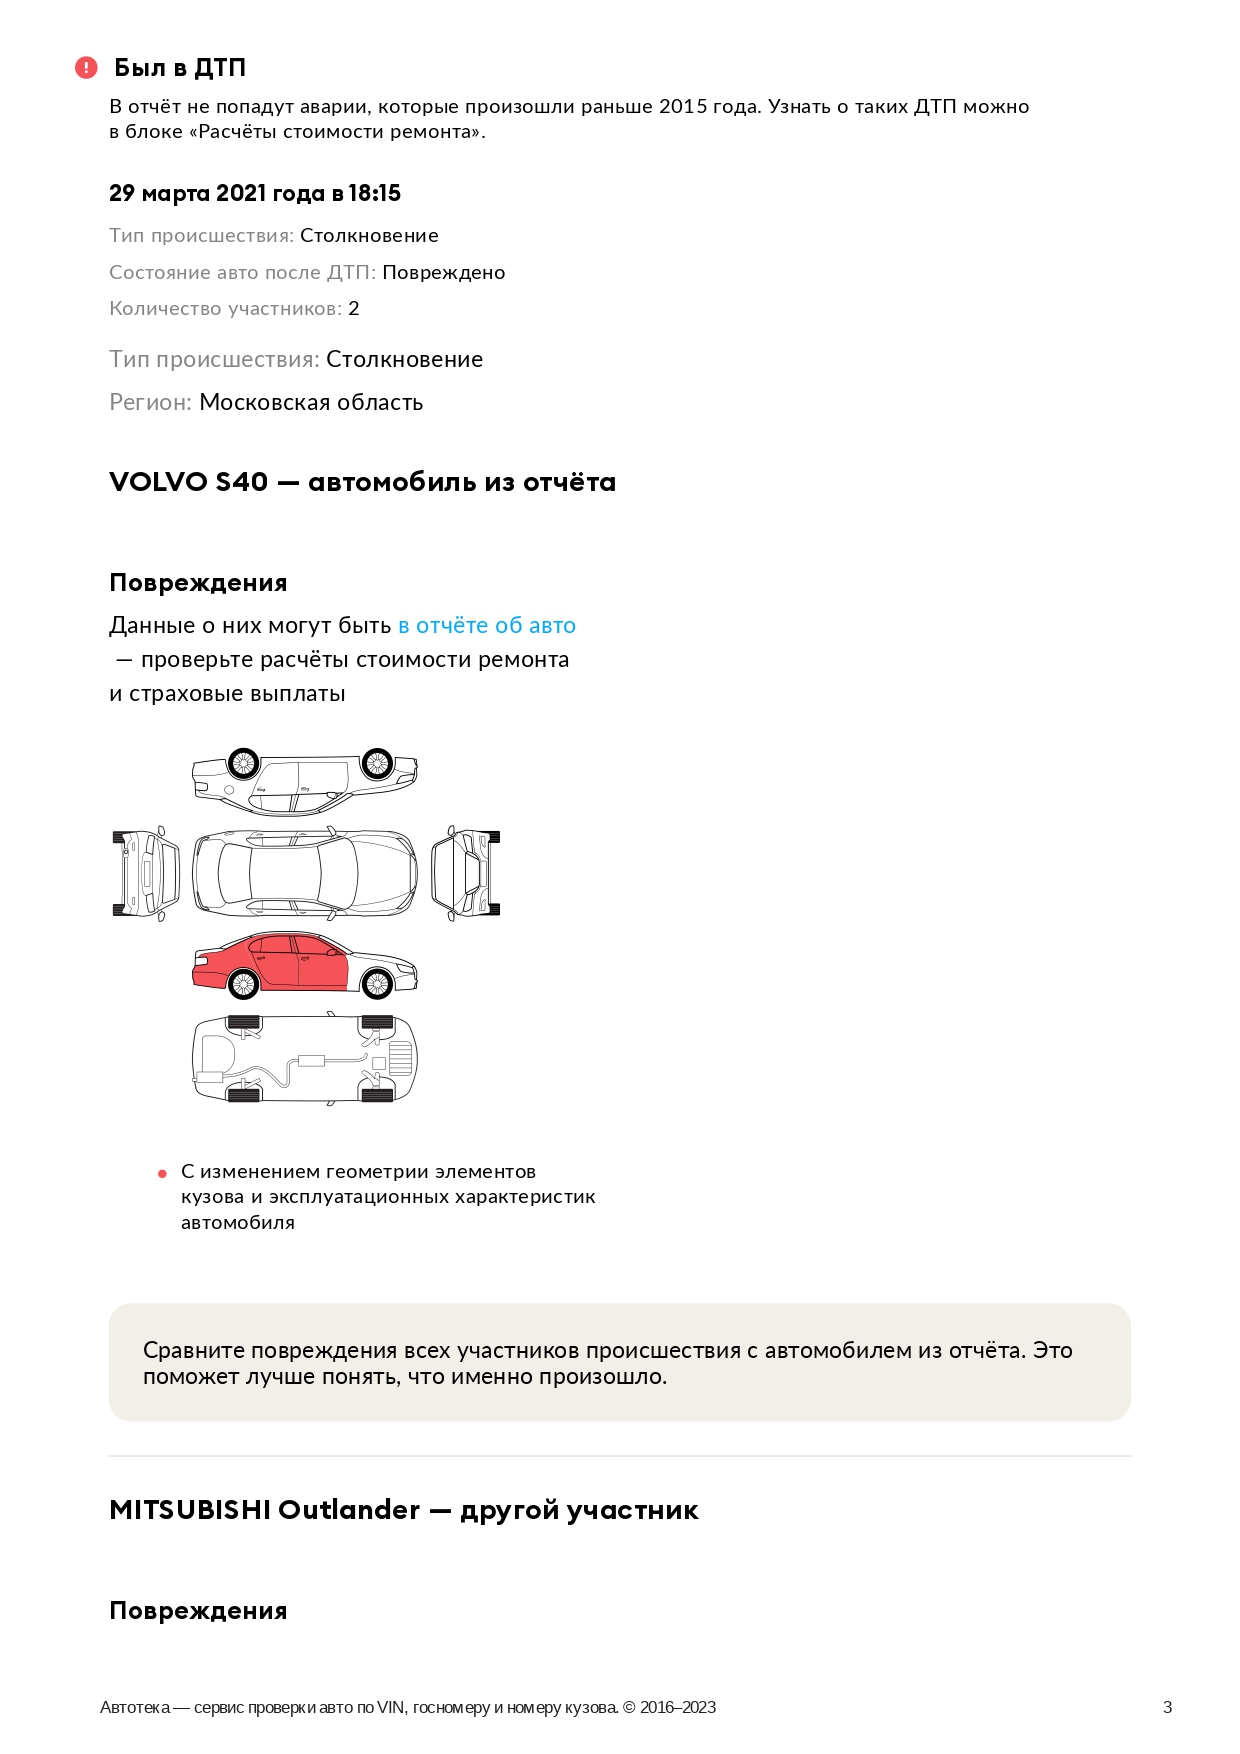 Был в ДТП
В отчёт не попадут аварии, которые произошли раньше 2015 года. Узнать о таких ДТП можно
в блоке «Расчёты стоимости ремонта».
29 марта 2021 года в 18:15
Тип происшествия: Столкновение
Состояние авто после ДТП: Повреждено
Количество участников: 2
Тип происшествия: Столкновение
Регион: Московская область
VOLVO S40 — автомобиль из отчёта
Повреждения
Данные о них могут быть в отчёте об авто
— проверьте расчёты стоимости ремонта
и страховые выплаты
С изменением геометрии элементов
кузова и эксплуатационных характеристик
автомобиля
Сравните повреждения всех участников происшествия с автомобилем из отчёта. Это
поможет лучше понять, что именно произошло.
MITSUBISHI Outlander — другой участник
Повреждения
Автотека — сервис проверки авто по VIN, госномеру и номеру кузова. © 2016–2023
3